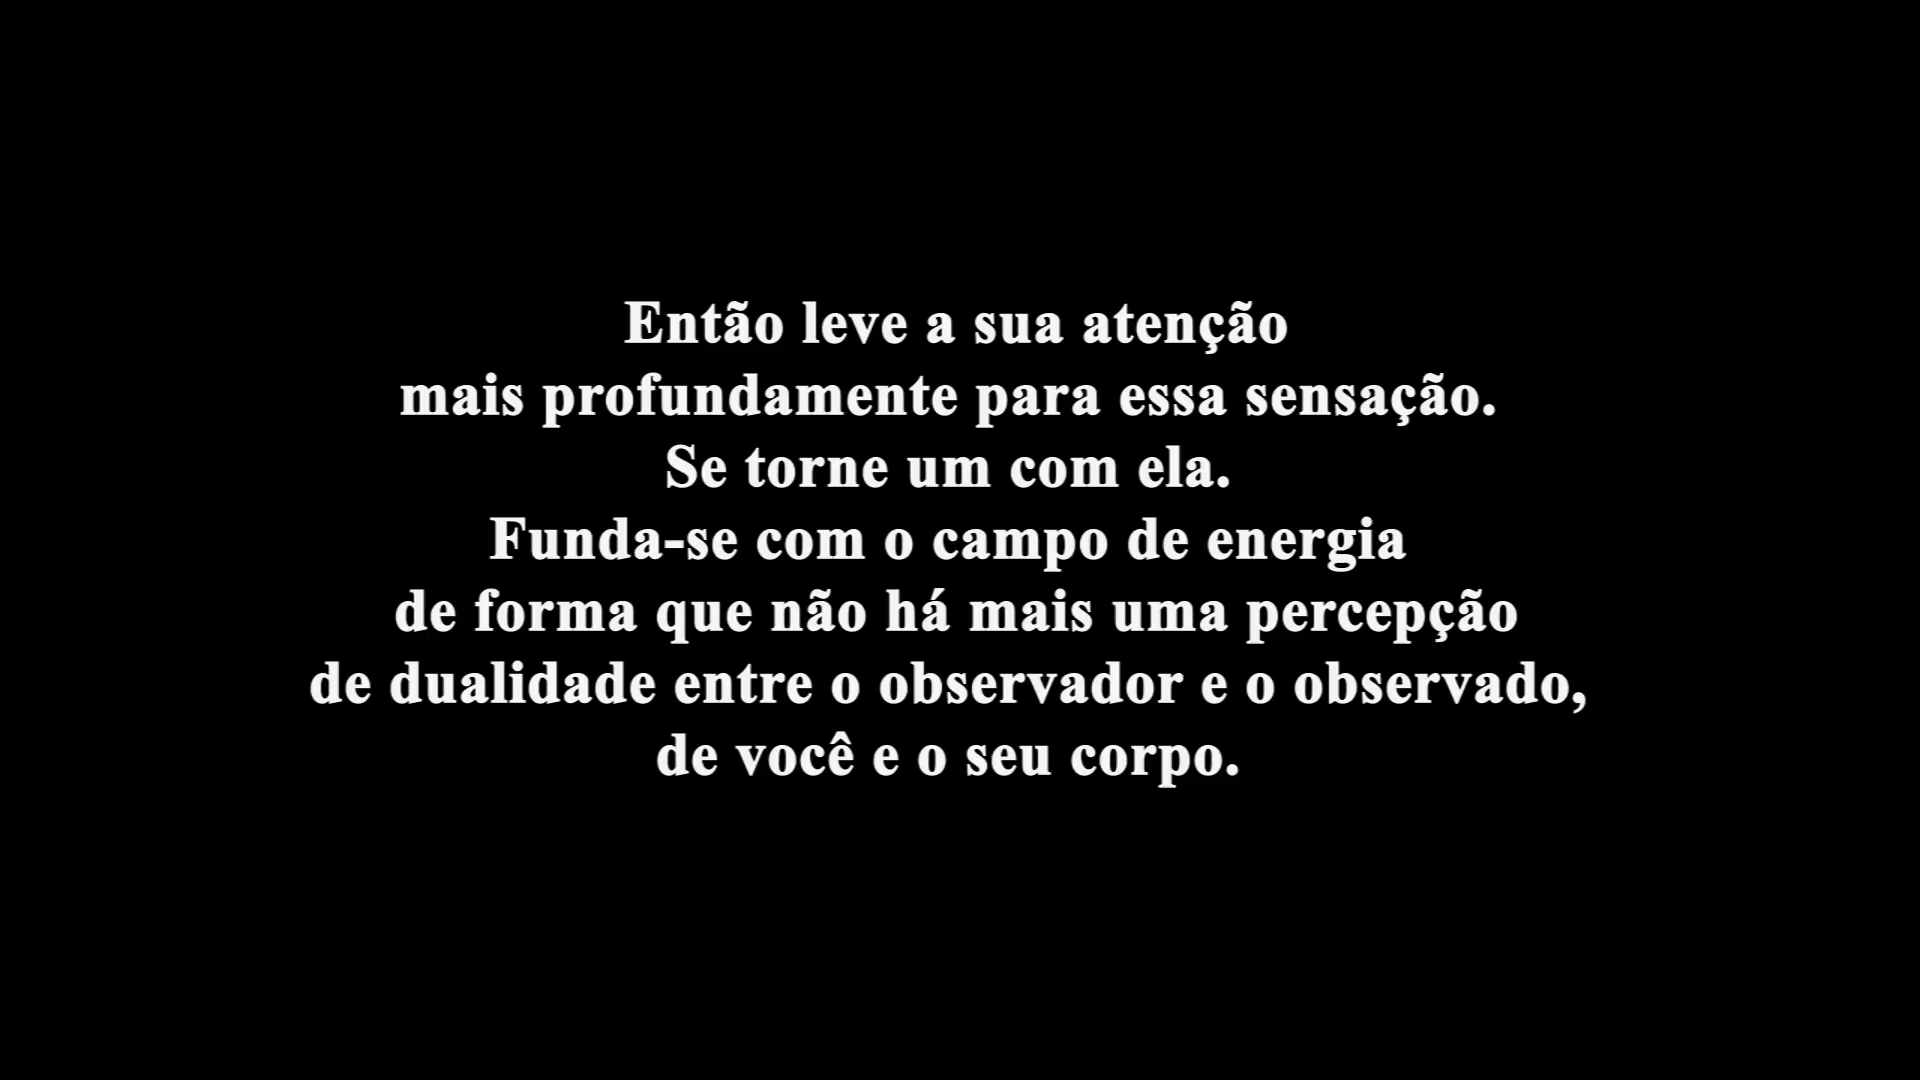 Então leve a sua atenção
mais profundamente para essa sensação.
Se torne um com ela.
Funda-se com o campo de energia
de forma que não há mais uma percepção
de dualidade entre o observador e o observado,
de você e o seu corpo.